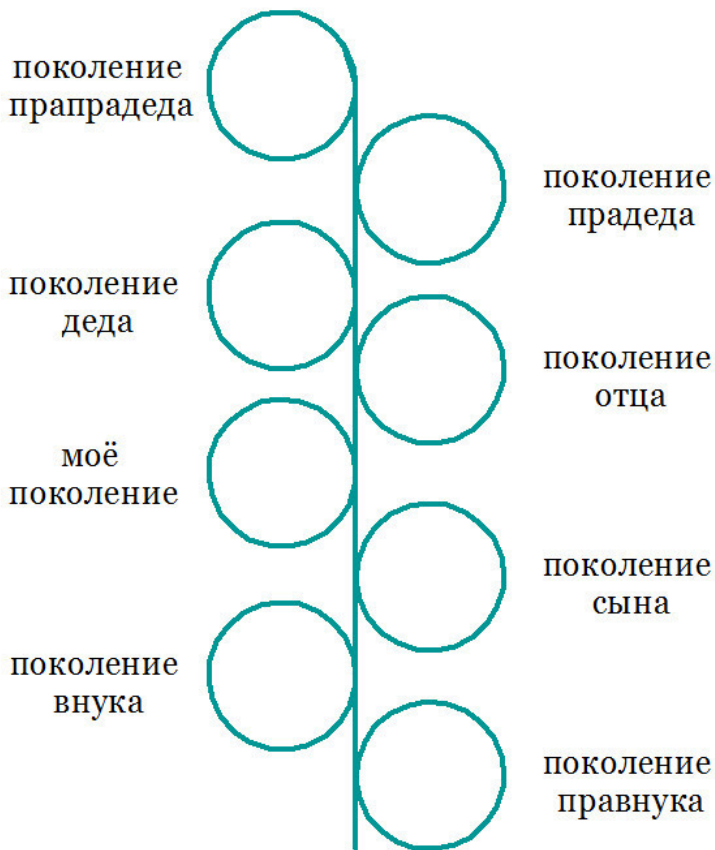 поколение
прапрадеда
поколение
прадеда
поколение
деда
поколение
отца
моё
поколение
поколение
сына
поколение
внука
поколение
правнука